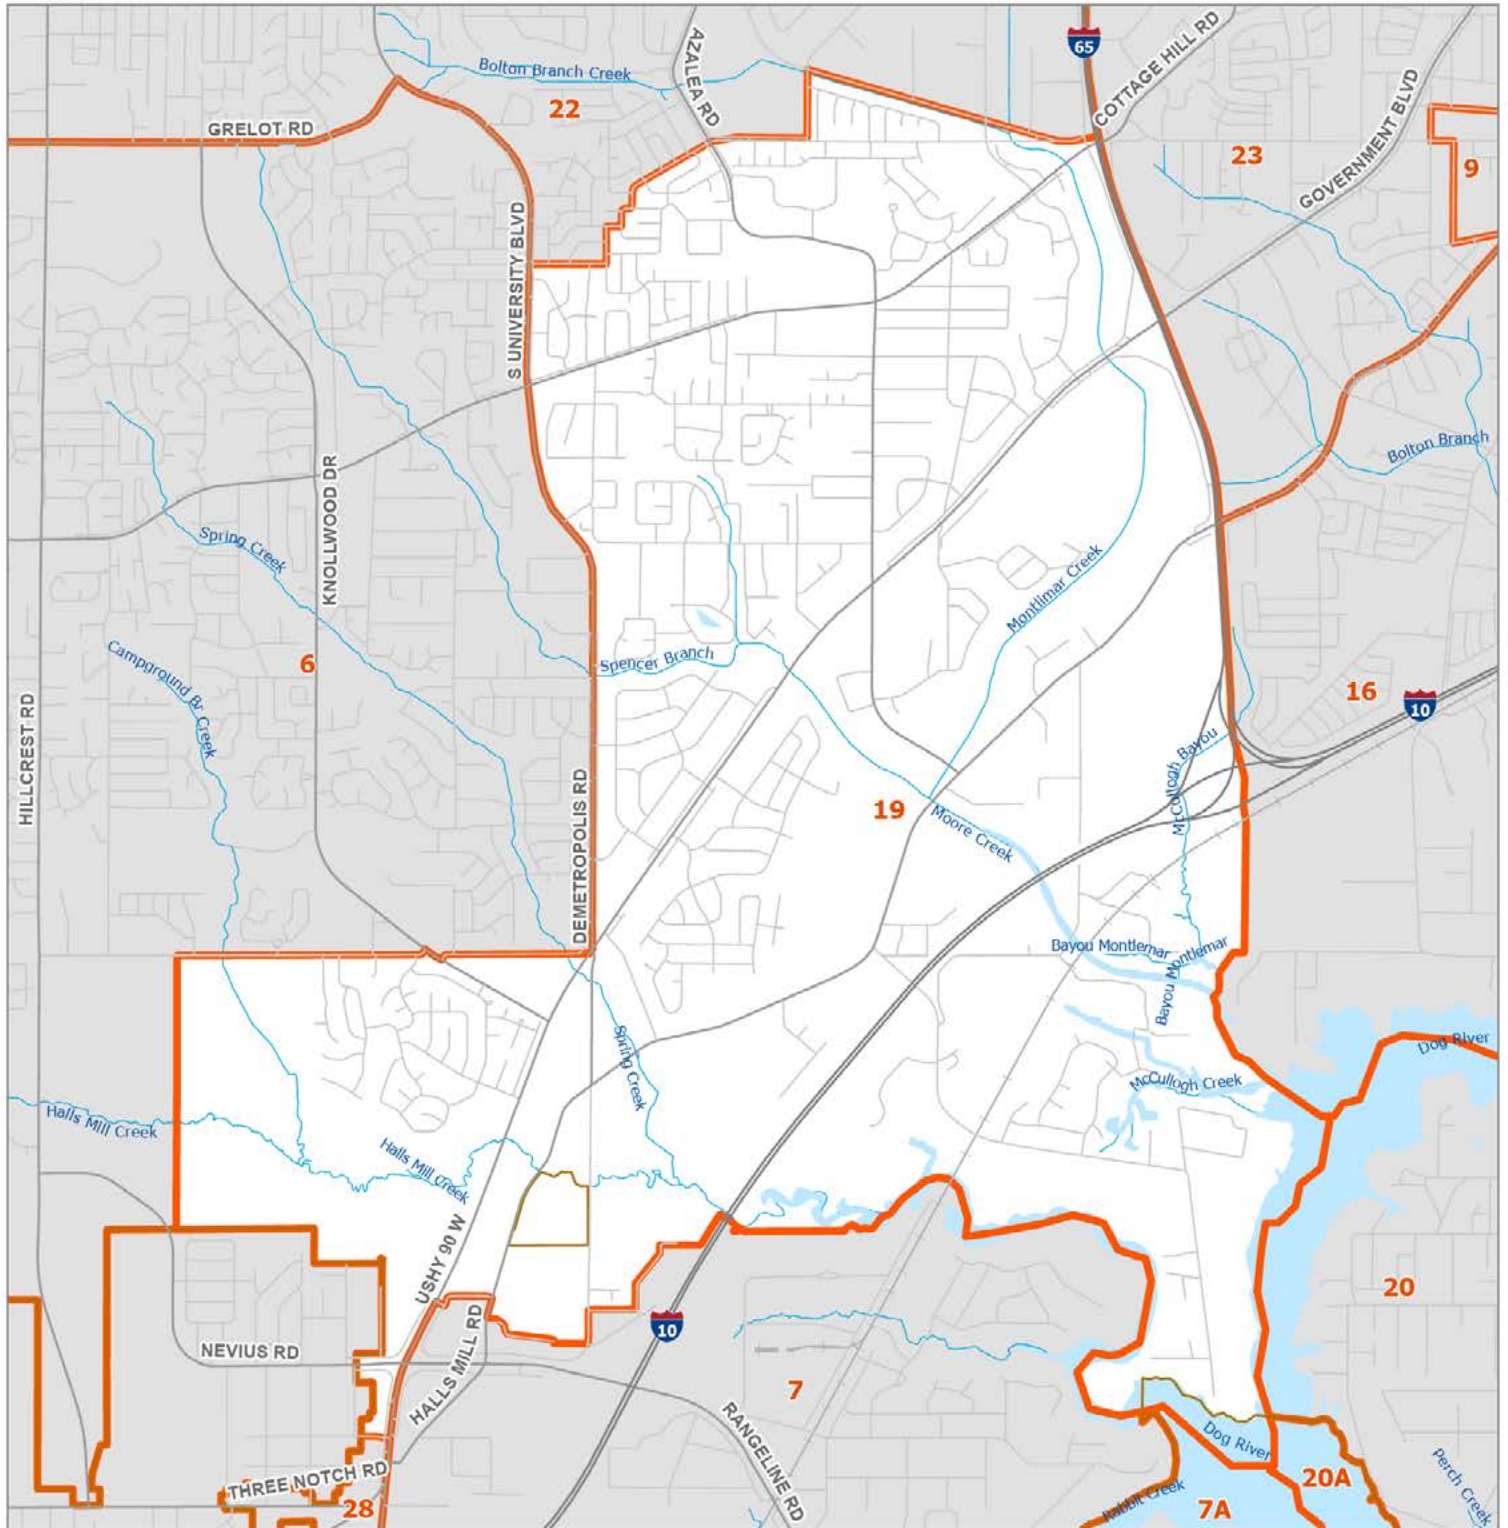 65
COTTAGE HILL RD
AZALEA RD
Bolton Branch Creek
GOVERNMENT BLVD
22
GRELOT RD
23
9
S UNIVERSITY BLVD
Bolton Branch
KNOLLWOOD DR
Spring Creek
Montlimar Creek
Campground Br Creek
6
Spencer Branch
16
10
HILLCREST RD
McCullogh Bayou
DEMETROPOLIS RD
19
Moore Creek
Bayou Montlemar
Bayou Montlemar
Spring Creek
Dog River
McCullogh Creek
Halls Mill Creek
Halls Mill Creek
USHY 90 W
20
10
NEVIUS RD
HALLS MILL RD
7
RANGELINE RD
Dog River
Perch Creek
THREE NOTCH RD
20A
Rabbit Creek
28
7A